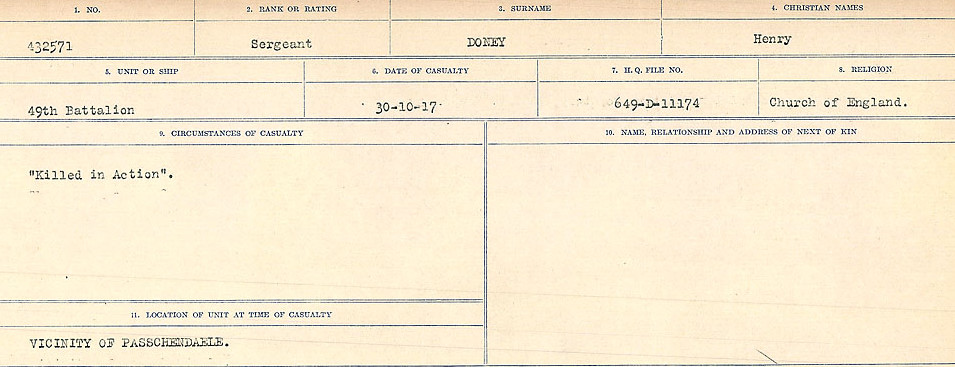 1. NO.
2. RANK OR RATING
3. SURNAME
4. CHRISTIAN NAMES
432571
Sergeant
DONEY
Henry
5. UNIT OR SHIP
6. DATE OF CASUALTY
7. H. Q. FILE NO.
8. RELIGION
49th Battalion
30-10-17
649-D-11174
Church of England.
9. CIRCUMSTANCES OF CASUALTY
10. NAME, RELATIONSHIP AND ADDRESS OF NEXT OF KIN
"Killed in Action".
11. LOCATION OF UNIT AT TIME OF CASUALTY
VICINITY OF PASSCHENDAELE.